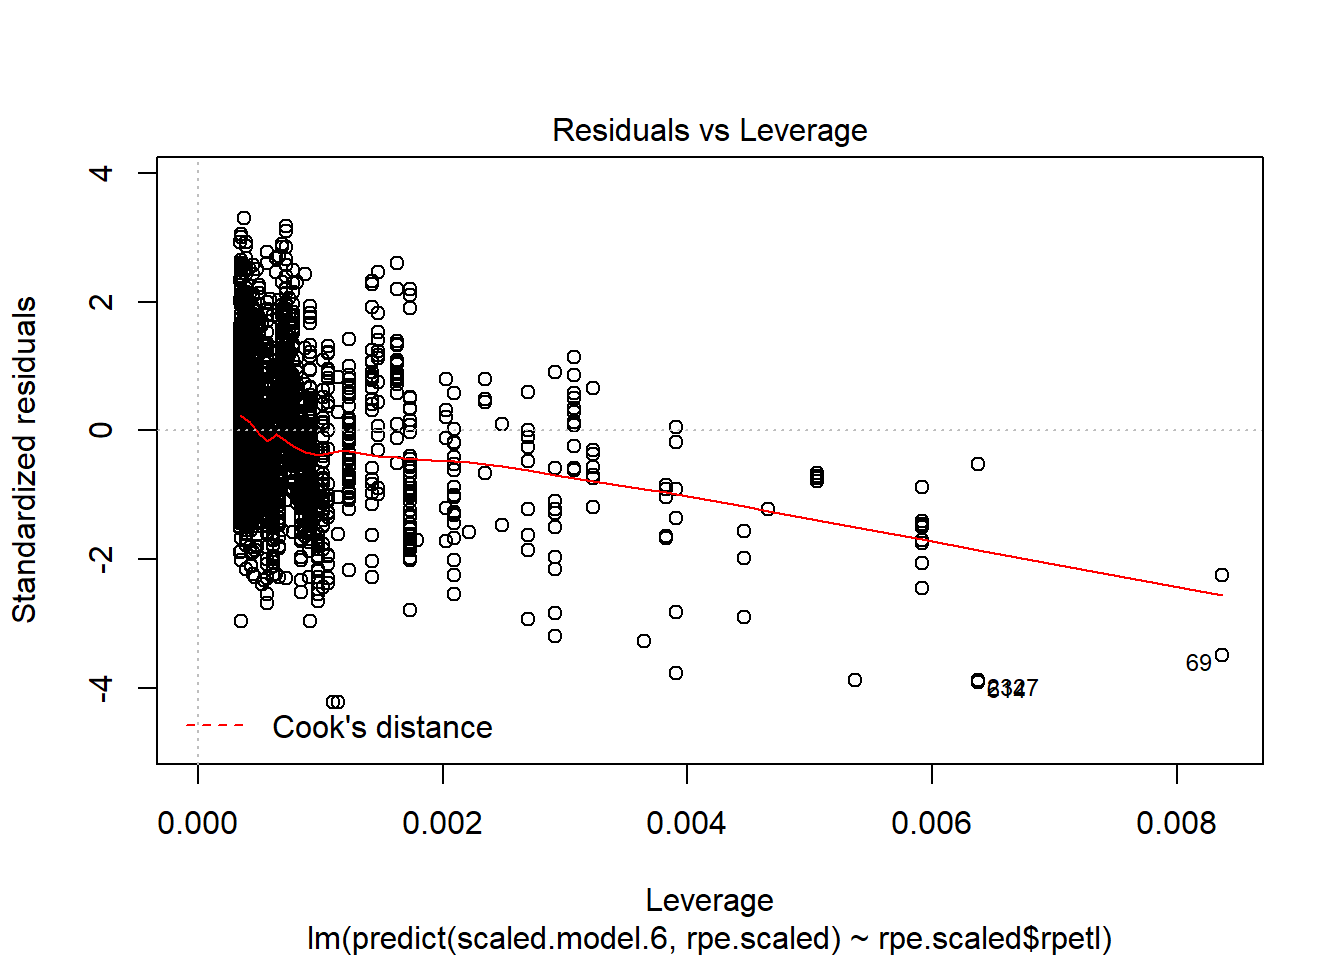 Residuals vs Leverage
Standardized residuals
4
2
0
-2
-4
69
Cook's distance
0.000 0.002 0.004 0.006 0.008
Leverage
lm(predict(scaled.model.6, rpe.scaled) ~ rpe.scaled$rpetl)